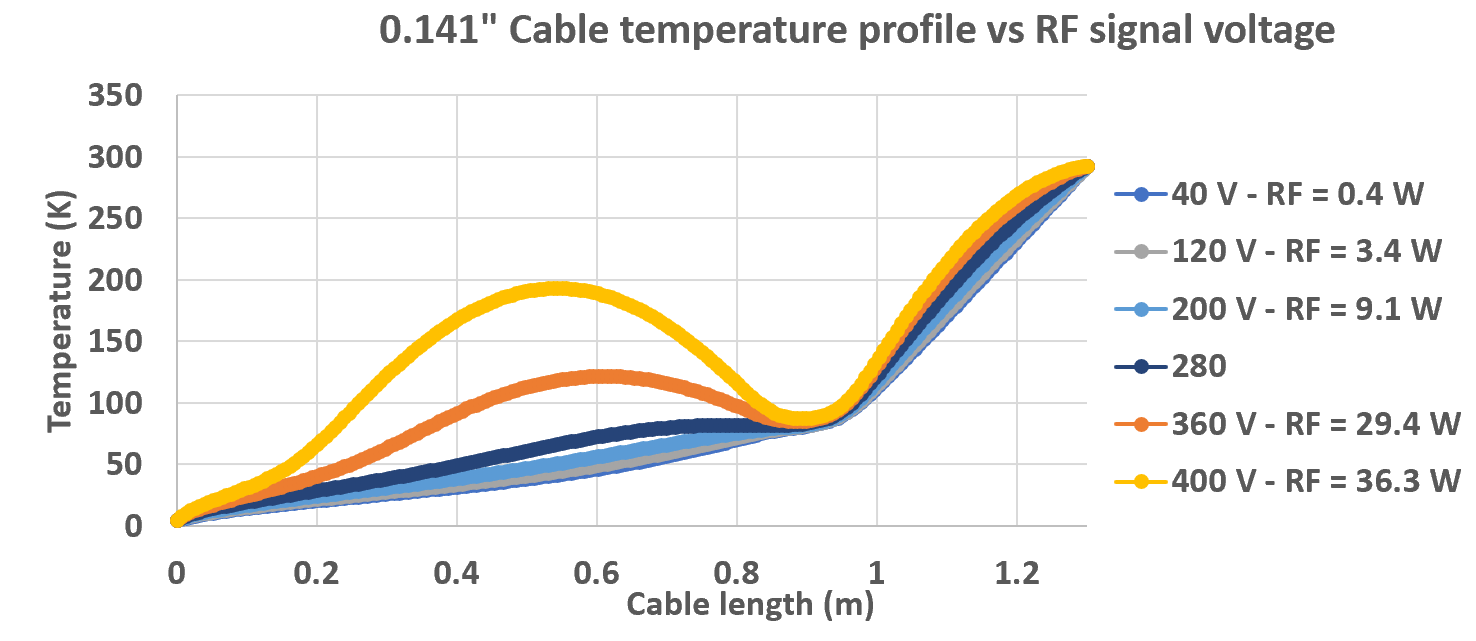 0.141" Cable temperature profile vs RF signal voltage
350
300
250
200
150
100
50
0
Temperature (K)
0 0.2 0.4 0.6 0.8 1 1.2
Cable length (m)
40 V - RF = 0.4 W
120 V - RF = 3.4 W
200 V - RF = 9.1 W
280
360 V - RF = 29.4 W
400 V - RF = 36.3 W